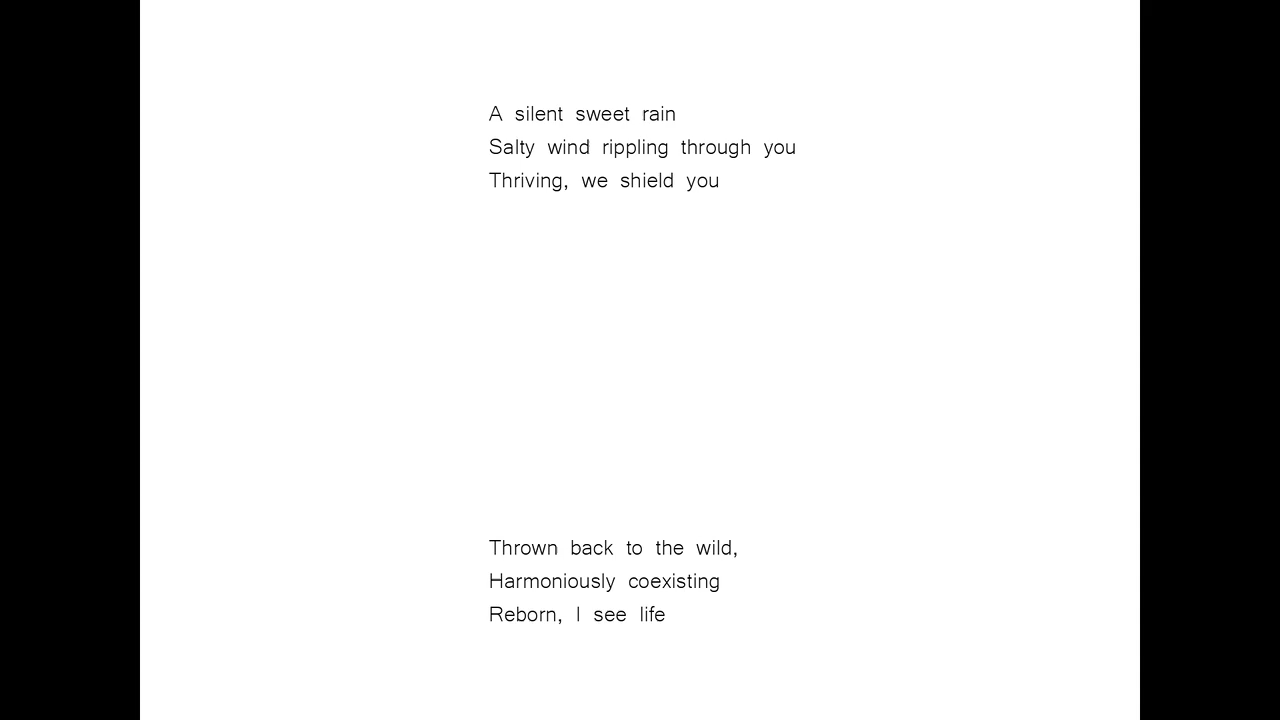 A silent sweet rain
Salty wind rippling through you
Thriving, we shield you
Thrown back to the wild,
Harmoniously coexisting
Reborn, I see life